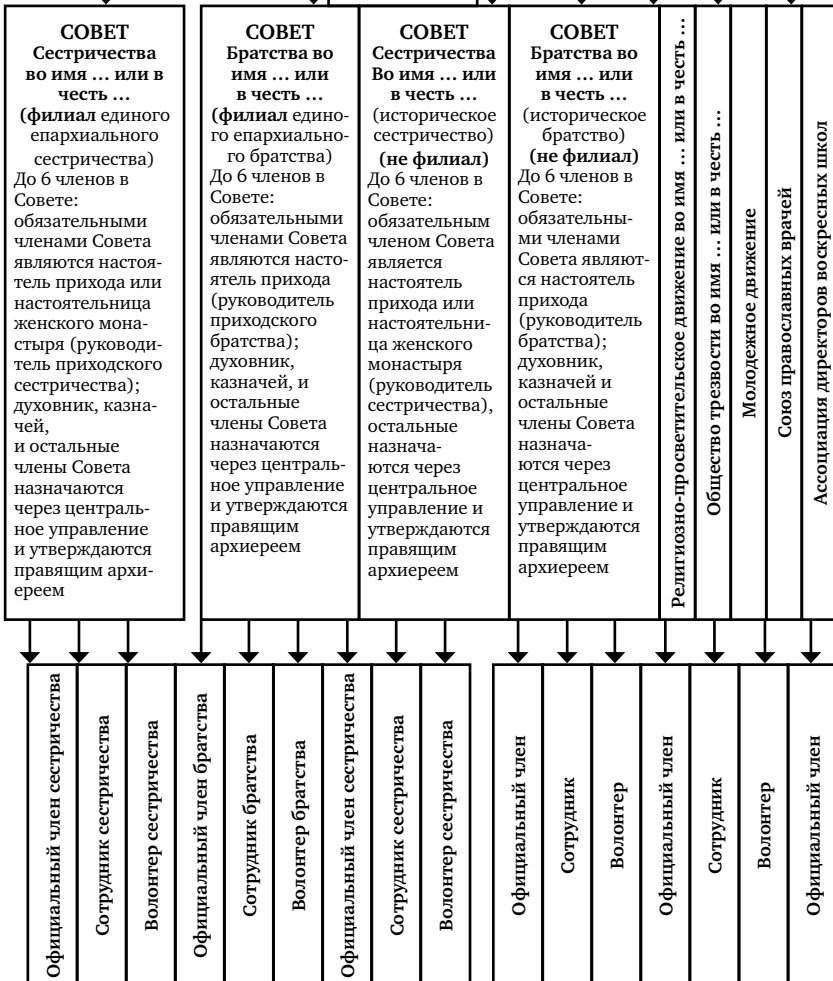 СОВЕТ
Сестричества
во имя … или в
честь …
(филиал единого
епархиального
сестричества)
До 6 членов в
Совете:
обязательными
членами Совета
являются настоя-
тель прихода или
настоятельница
женского мона-
стыря (руководи-
тель приходского
сестричества);
духовник, казна-
чей,
и остальные
члены Совета
назначаются
через централь-
ное управление
и утверждаются
правящим архи-
ереем
СОВЕТ
Братства во
имя … или
в честь …
(филиал едино-
го епархиально-
го братства)
До 6 членов в
Совете:
обязательными
членами Совета
являются насто-
ятель прихода
(руководитель
приходского
братства);
духовник,
казначей, и
остальные
члены Совета
назначаются
через централь-
ное управление
и утверждаются
правящим
архиереем
СОВЕТ
Сестричества
Во имя … или
в честь …
(историческое
сестричество)
(не филиал)
До 6 членов в
Совете:
обязательным
членом Совета
является
настоятель
прихода или
настоятельни-
ца женского
монастыря
(руководитель
сестричества),
остальные
назнача-
ются через
центральное
управление и
утверждаются
правящим
архиереем
СОВЕТ
Братства во
имя … или
в честь …
(историческое
братство)
(не филиал)
До 6 членов в
Совете:
обязательны-
ми членами
Совета являют-
ся настоятель
прихода
(руководитель
братства);
духовник,
казначей и
остальные
члены Совета
назнача-
ются через
центральное
управление и
утверждаются
правящим
архиереем
Религиозно-просветительское движение во имя … или в честь …
Общество трезвости во имя … или в честь …
Молодежное движение
Союз православных врачей
Ассоциация директоров воскресных школ
Официальный член сестричества
Сотрудник сестричества
Волонтер сестричества
Официальный член братства
Сотрудник братства
Волонтер братства
Официальный член сестричества
Сотрудник сестричества
Волонтер сестричества
Официальный член
Сотрудник
Волонтер
Официальный член
Сотрудник
Волонтер
Официальный член